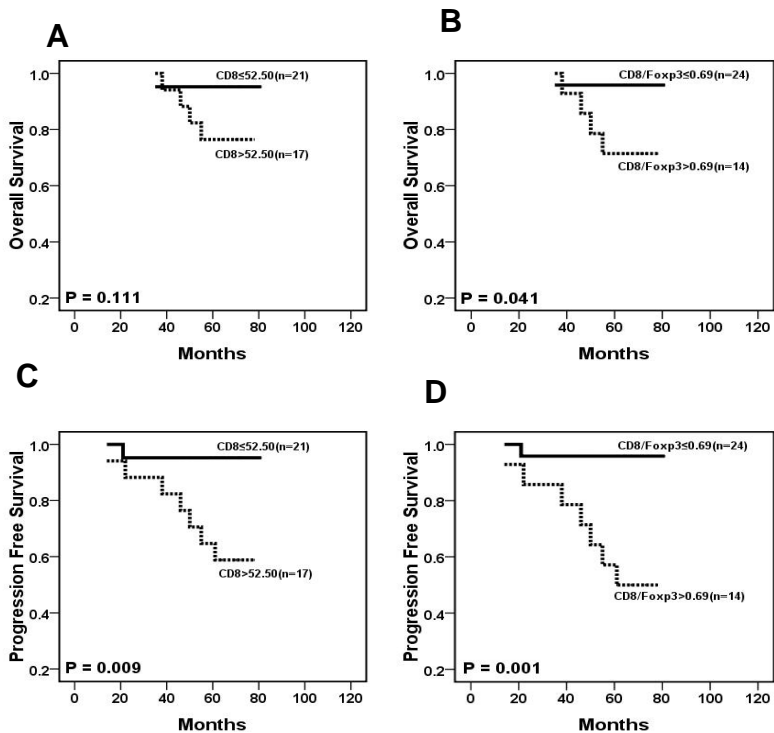 A
Overall Survival
1.0
0.8
0.6
0.4
0.2
CD8≤52.50(n=21)
CD8>52.50(n=17)
P = 0.111
0 20 40 60 80 100 120
Months
B
Overall Survival
1.0
0.8
0.6
0.4
0.2
CD8/Foxp3≤0.69(n=24)
CD8/Foxp3>0.69(n=14)
P = 0.041
0 20 40 60 80 100 120
Months
C
Progression Free Survival
1.0
0.8
0.6
0.4
0.2
CD8≤52.50(n=21)
CD8>52.50(n=17)
P = 0.009
0 20 40 60 80 100 120
Months
D
Progression Free Survival
1.0
0.8
0.6
0.4
0.2
CD8/Foxp3≤0.69(n=24)
CD8/Foxp3>0.69(n=14)
P = 0.001
0 20 40 60 80 100 120
Months